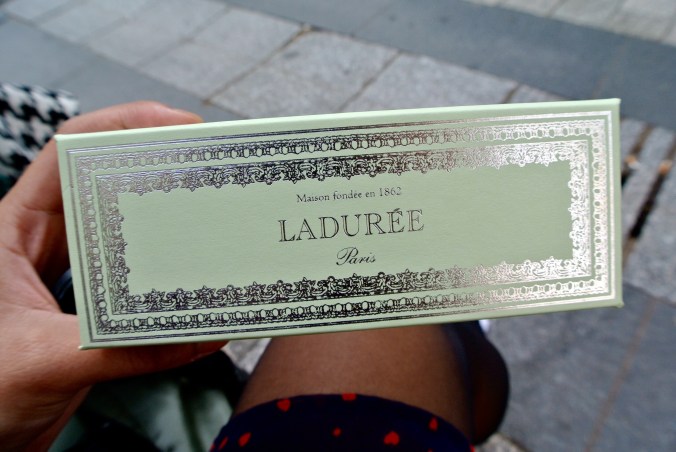 Maison fondée en 1862
LADURÉE
Paris